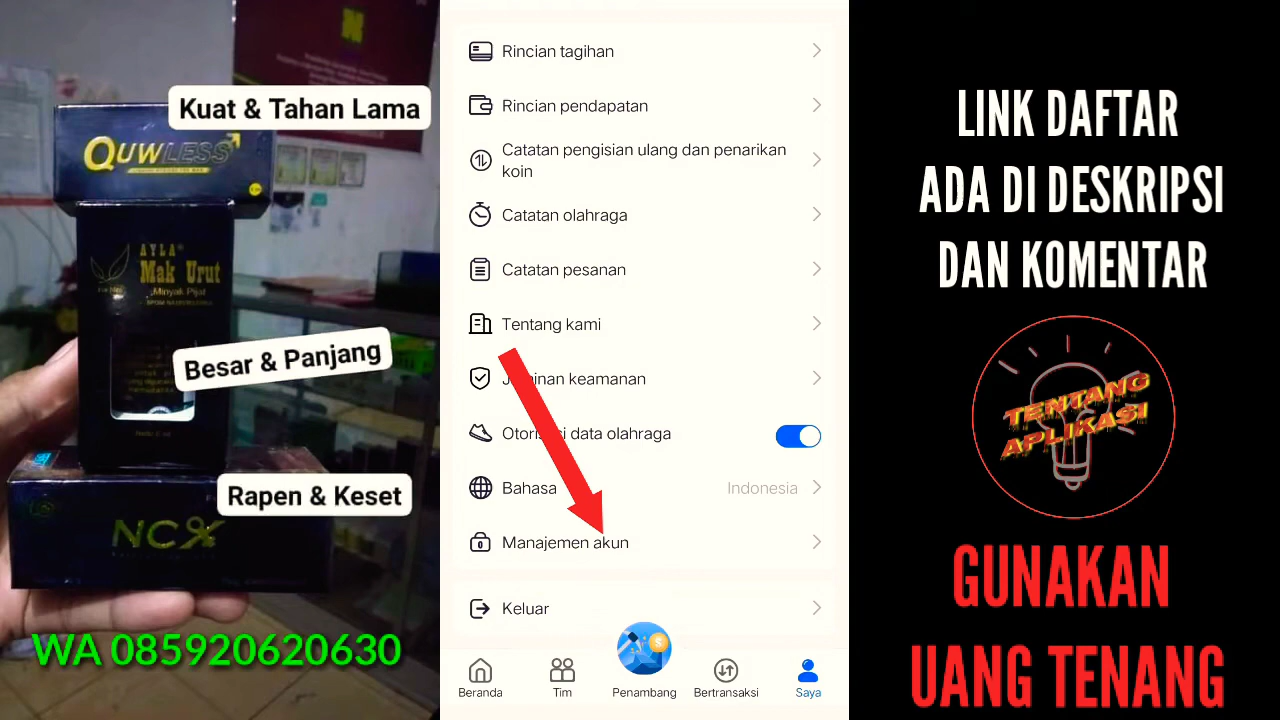 Kuat & Tahan Lama
QUWLESS
AYLA®
Mak Urut
Minyak Pijat
Besar & Panjang
Netto 5 ml
Rapen & Keset
NCX
WA 085920620630
Rincian tagihan
Rincian pendapatan
Catatan pengisian ulang dan penarikan
koin
Catatan olahraga
Catatan pesanan
Tentang kami
keamanan
data olahraga
Bahasa
Indonesia
Manajemen akun
Keluar
Beranda
Tim
Penambang
Bertransaksi
Saya
LINK DAFTAR
ADA DI DESKRIPSI
DAN KOMENTAR
TENTANG
APLIKASI
GUNAKAN
UANG TENANG